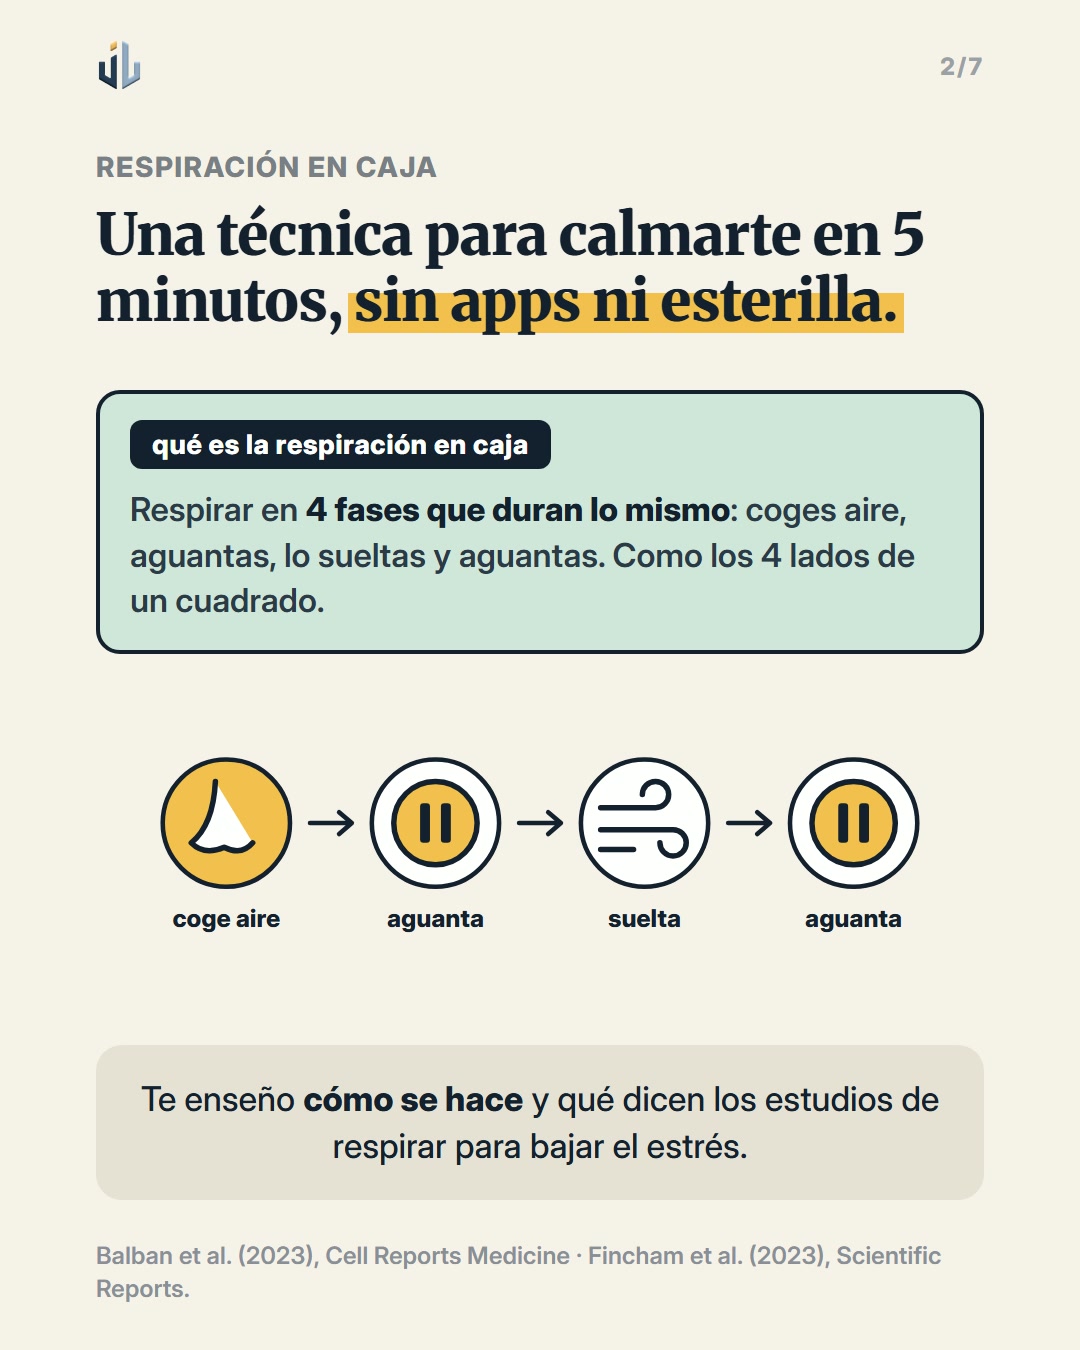 2/7
RESPIRACIÓN EN CAJA
Una técnica para calmarte en 5
minutos, sin apps ni esterilla.
qué es la respiración en caja
Respirar en 4 fases que duran lo mismo: coges aire,
aguantas, lo sueltas y aguantas. Como los 4 lados de
un cuadrado.
coge aire
aguanta
suelta
aguanta
Te enseño cómo se hace y qué dicen los estudios de
respirar para bajar el estrés.
Balban et al. (2023), Cell Reports Medicine · Fincham et al. (2023), Scientific
Reports.